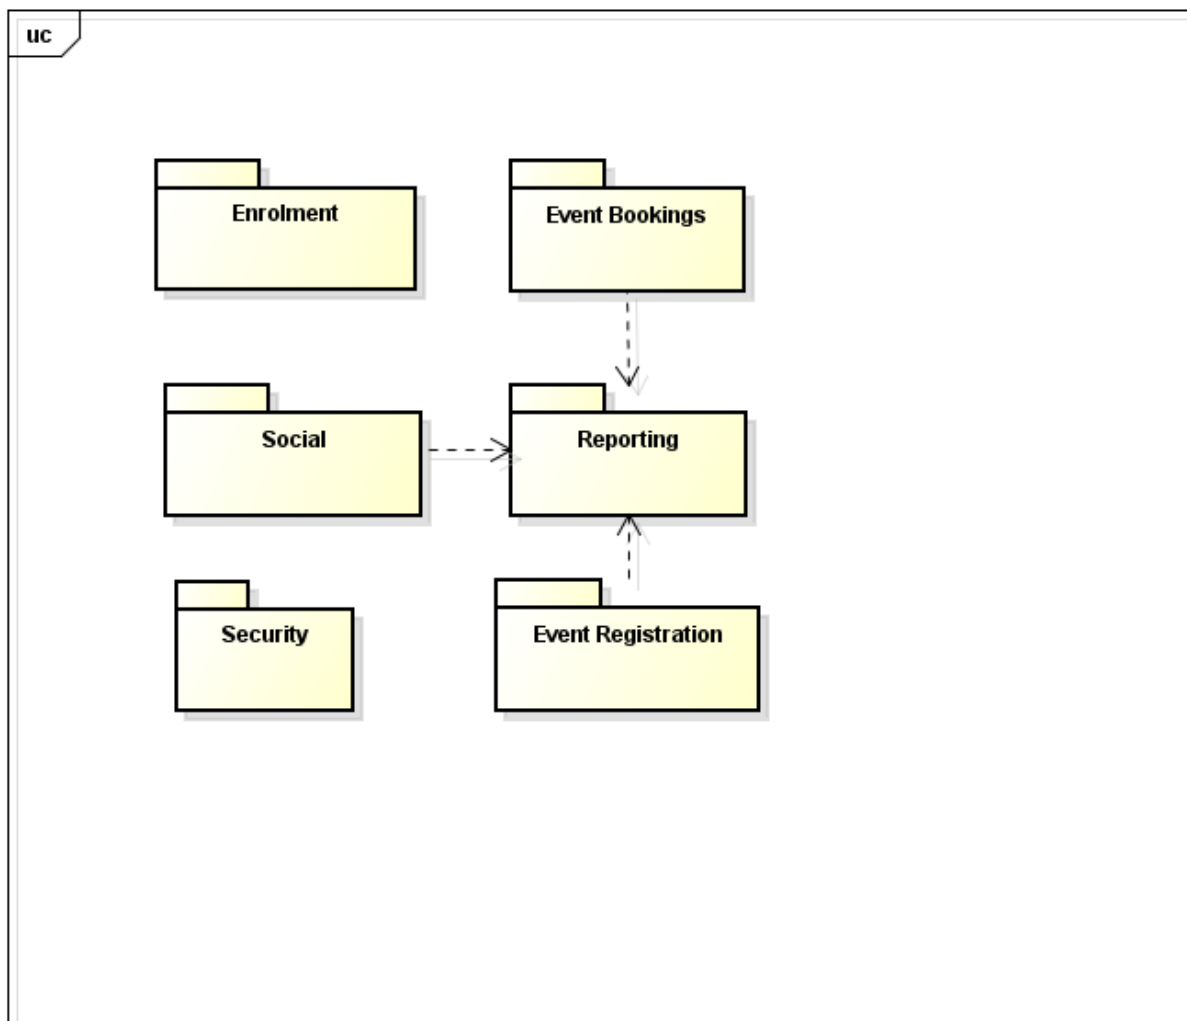 uc
Enrolment
Event Bookings
Social
Reporting
Security
Event Registration